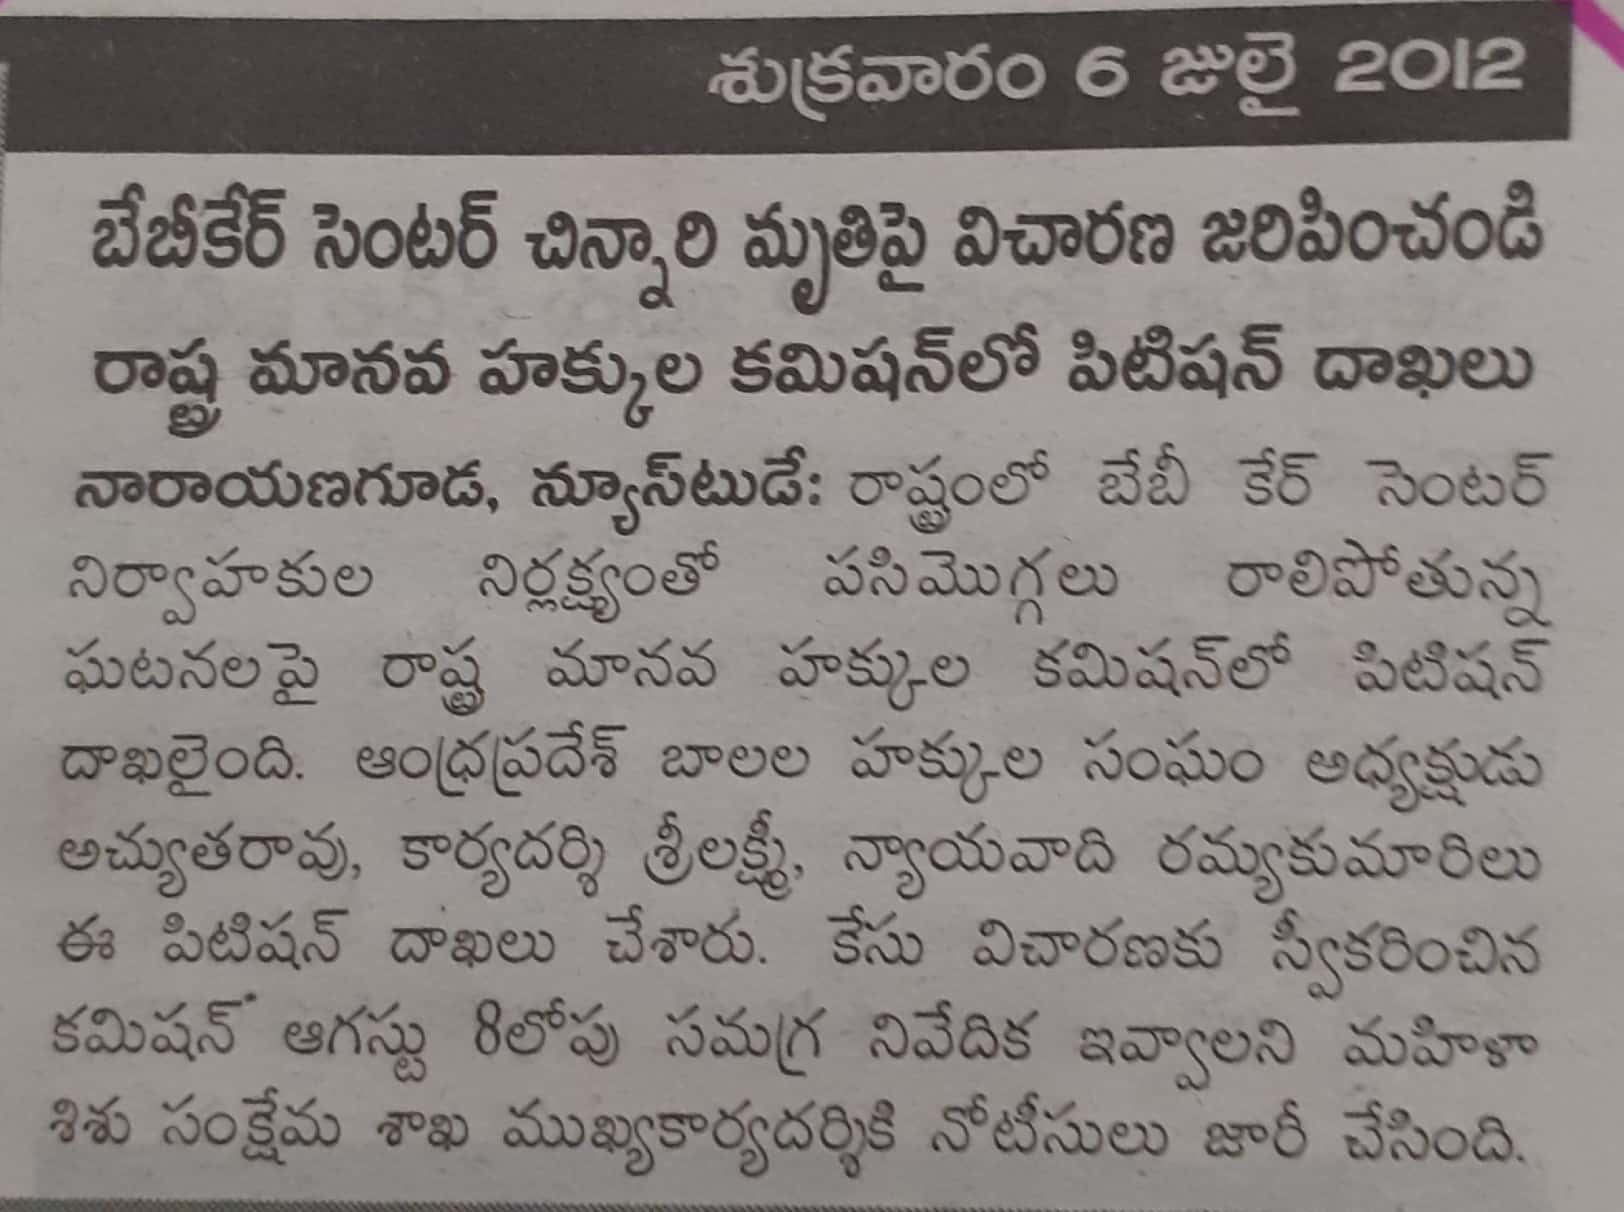 శుక్రవారం 6 జులై 2012
బేబీకేర్ సెంటర్ చిన్నారి మృతిపై విచారణ జరిపించండి
రాష్ట్ర మానవ హక్కుల కమిషన్‌లో పిటిషన్ దాఖలు
నారాయణగూడ, న్యూస్‌టుడే: రాష్ట్రంలో బేబీ కేర్ సెంటర్
నిర్వాహకుల నిర్లక్ష్యంతో పసిమొగ్గలు రాలిపోతున్న
ఘటనలపై రాష్ట్ర మానవ హక్కుల కమిషన్‌లో పిటిషన్
దాఖలైంది. ఆంధ్రప్రదేశ్ బాలల హక్కుల సంఘం అధ్యక్షుడు
అచ్యుతరావు, కార్యదర్శి శ్రీలక్ష్మీ, న్యాయవాది రమ్యకుమారిలు
ఈ పిటిషన్ దాఖలు చేశారు. కేసు విచారణకు స్వీకరించిన
కమిషన్ ఆగస్టు 8లోపు సమగ్ర నివేదిక ఇవ్వాలని మహిళా
శిశు సంక్షేమ శాఖ ముఖ్యకార్యదర్శికి నోటీసులు జారీ చేసింది.